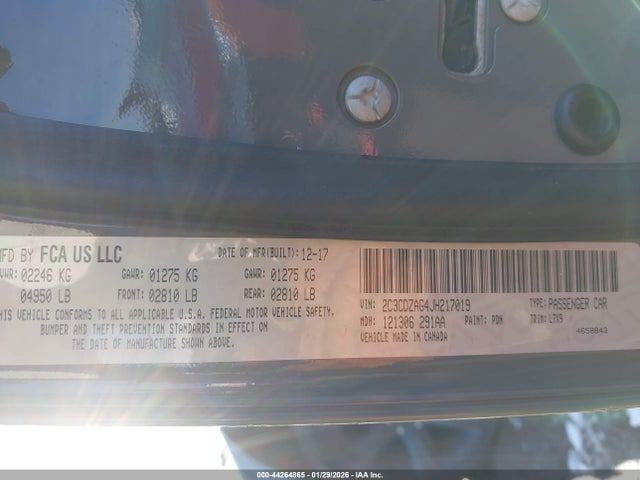 MFD BY FCA US LLC
DATE OF MFR(BUILT): 12-17
VWR: 02246 KG GAWR: 01275 KG GAWR: 01275 KG
04950 LB FRONT: 02810 LB REAR: 02810 LB
THIS VEHICLE CONFORMS TO ALL APPLICABLE U.S.A. FEDERAL MOTOR VEHICLE SAFETY,
BUMPER AND THEFT PREVENTION STANDARDS IN EFFECT ON
THE DATE OF MANUFACTURE SHOWN ABOVE.
VIN: 2C3CDZAG4JH217019 TYPE: PASSENGER CAR
MDH: 121306 291AA PAINT: PDN TRIM: L7X9
VEHICLE MADE IN CANADA 4658843
000-44264865 | 01/29/2026 - IAA Inc.